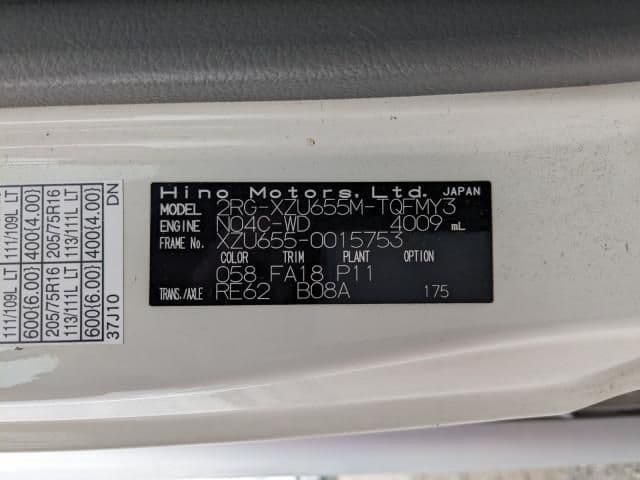 Hino Motors, Ltd. JAPAN
MODEL 2RG-XZU655M-TQFMY3
ENGINE N04C-WD 4009 mL
FRAME No. XZU655-0015753
COLOR TRIM PLANT OPTION
058 FA18 P11
TRANS./AXLE RE62 B08A 175
111/109L LT 111/109L LT
600(6.00) 400(4.00)
205/75R16 205/75R16
113/111L LT 113/111L LT
600(6.00) 400(4.00)
37J10 DN